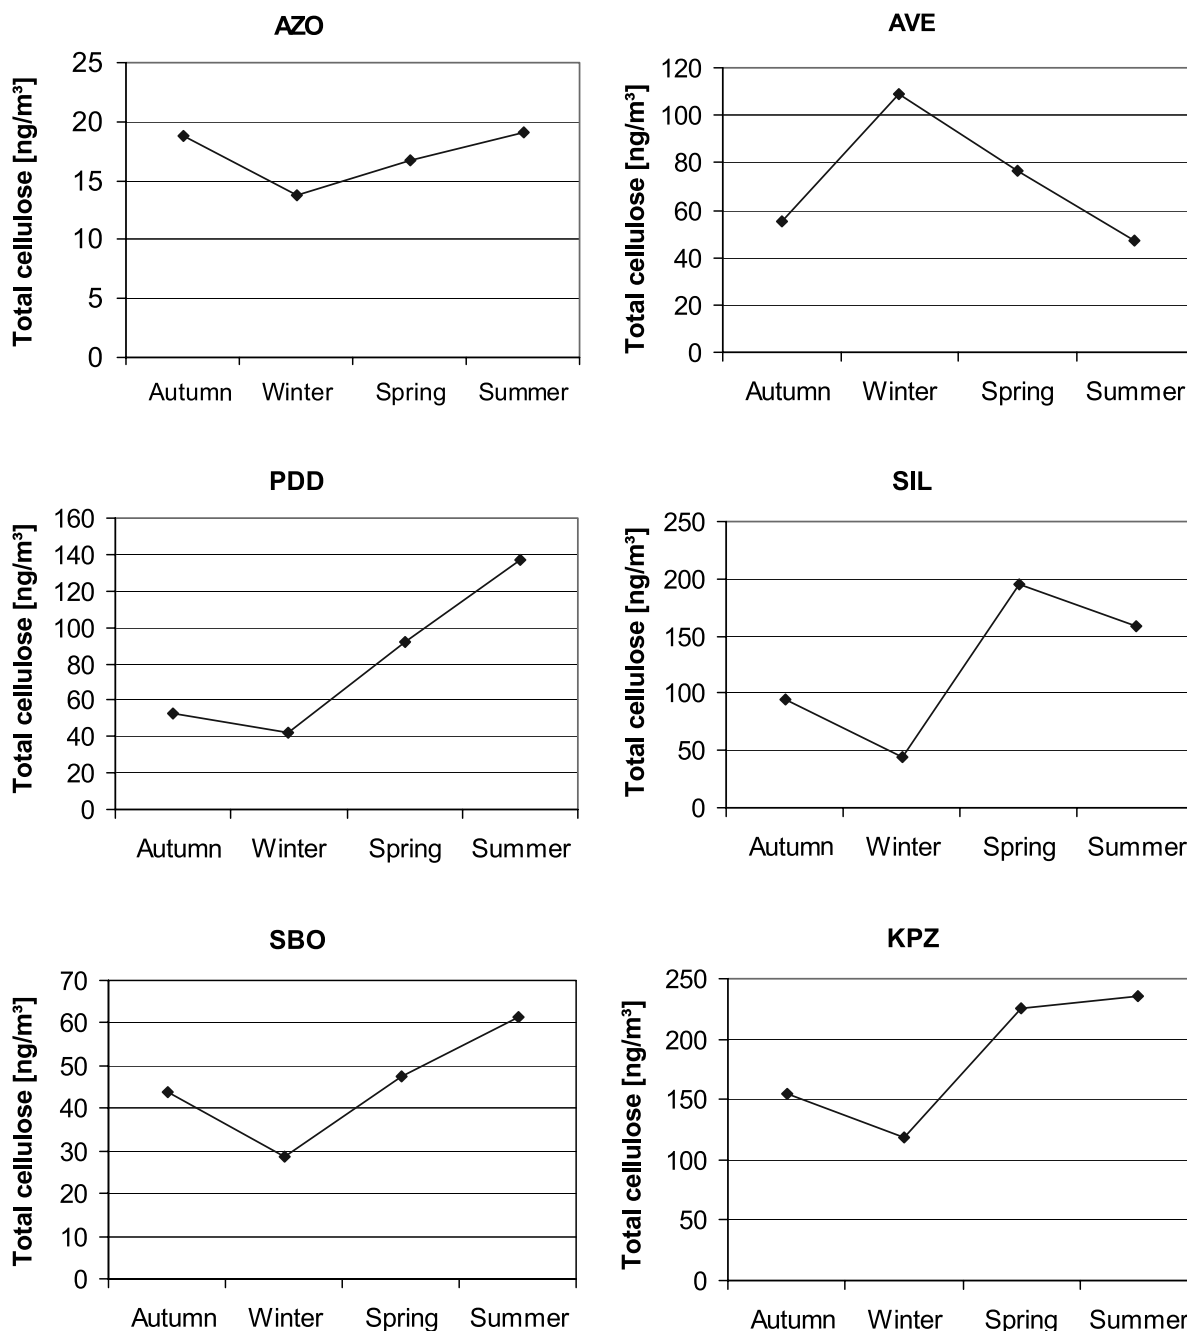 AZO
Total cellulose [ng/m³]
25
20
15
10
5
0
Autumn Winter Spring Summer
AVE
Total cellulose [ng/m³]
120
100
80
60
40
20
0
Autumn Winter Spring Summer
PDD
Total cellulose [ng/m³]
160
140
120
100
80
60
40
20
0
Autumn Winter Spring Summer
SIL
Total cellulose [ng/m³]
250
200
150
100
50
0
Autumn Winter Spring Summer
SBO
Total cellulose [ng/m³]
70
60
50
40
30
20
10
0
Autumn Winter Spring Summer
KPZ
Total cellulose [ng/m³]
250
200
150
100
50
0
Autumn Winter Spring Summer